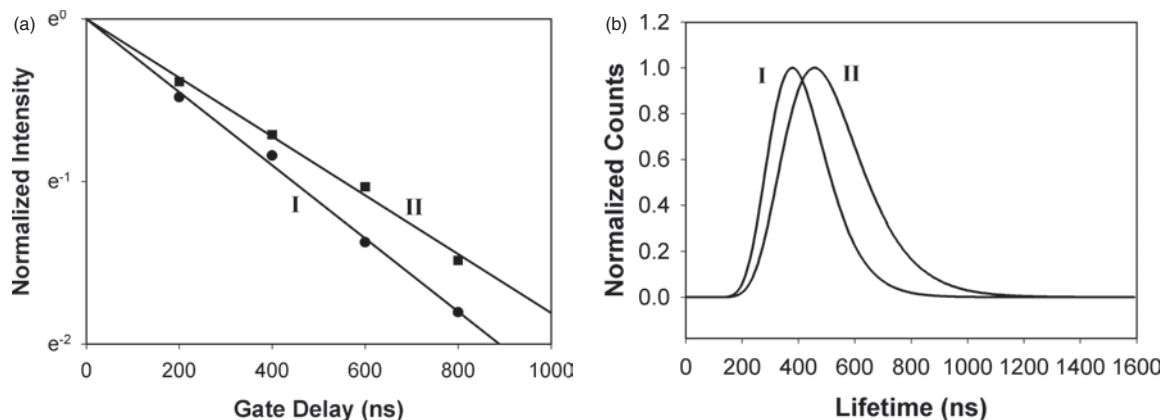 (a)
Normalized Intensity
e⁰
e⁻¹
e⁻²
I
II
0 200 400 600 800 1000
Gate Delay (ns)
(b)
Normalized Counts
1.2
1.0
0.8
0.6
0.4
0.2
0.0
I
II
0 200 400 600 800 1000 1200 1400 1600
Lifetime (ns)